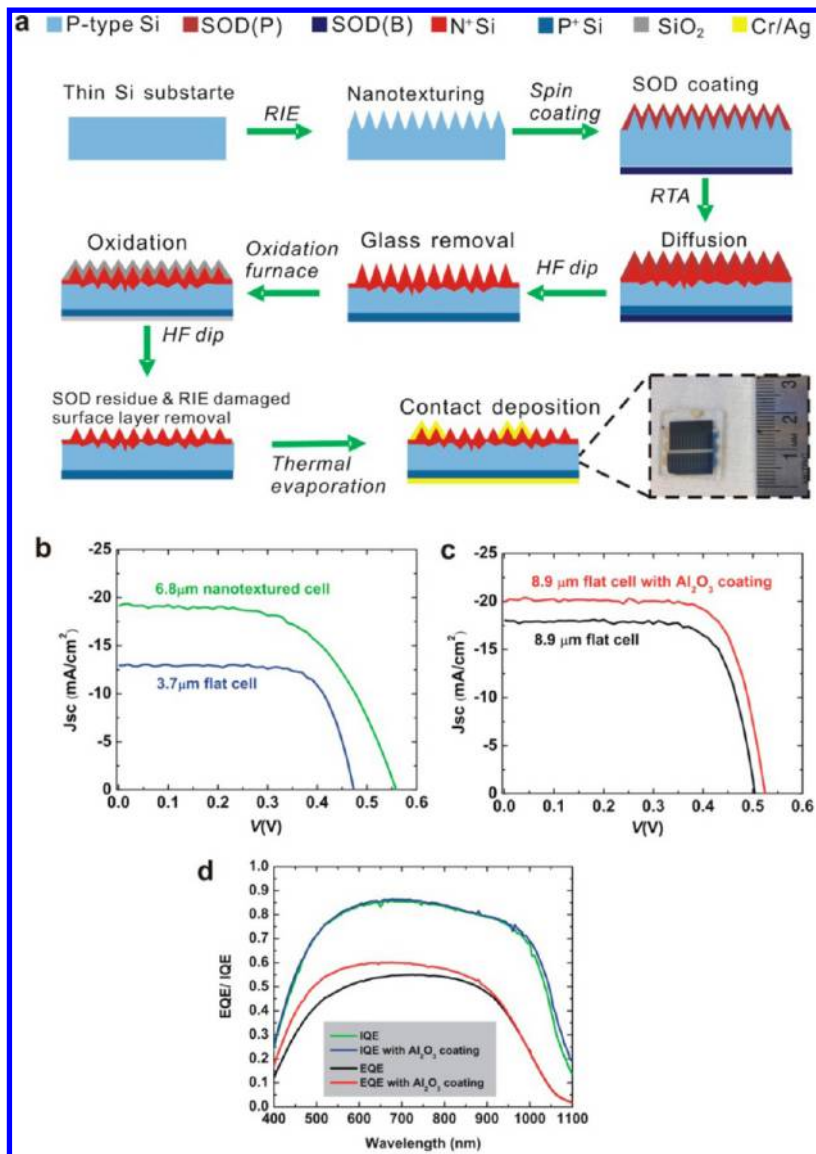 a P-type Si SOD(P) SOD(B) N⁺Si P⁺Si SiO₂ Cr/Ag
Thin Si substarte
RIE
Nanotexturing
Spin
coating
SOD coating
RTA
Oxidation
Oxidation
furnace
Glass removal
HF dip
Diffusion
HF dip
SOD residue & RIE damaged
surface layer removal
Thermal
evaporation
Contact deposition
1 2 3
b
-25
-20
-15
-10
-5
0
Jsc (mA/cm²)
6.8μm nanotextured cell
3.7μm flat cell
0.0 0.1 0.2 0.3 0.4 0.5 0.6
V(V)
c
-25
-20
-15
-10
-5
0
Jsc (mA/cm²)
8.9 μm flat cell with Al₂O₃ coating
8.9 μm flat cell
0.0 0.1 0.2 0.3 0.4 0.5 0.6
V(V)
d
1.0
0.9
0.8
0.7
0.6
0.5
0.4
0.3
0.2
0.1
0.0
EQE/ IQE
IQE
IQE with Al₂O₃ coating
EQE
EQE with Al₂O₃ coating
400 500 600 700 800 900 1000 1100
Wavelength (nm)